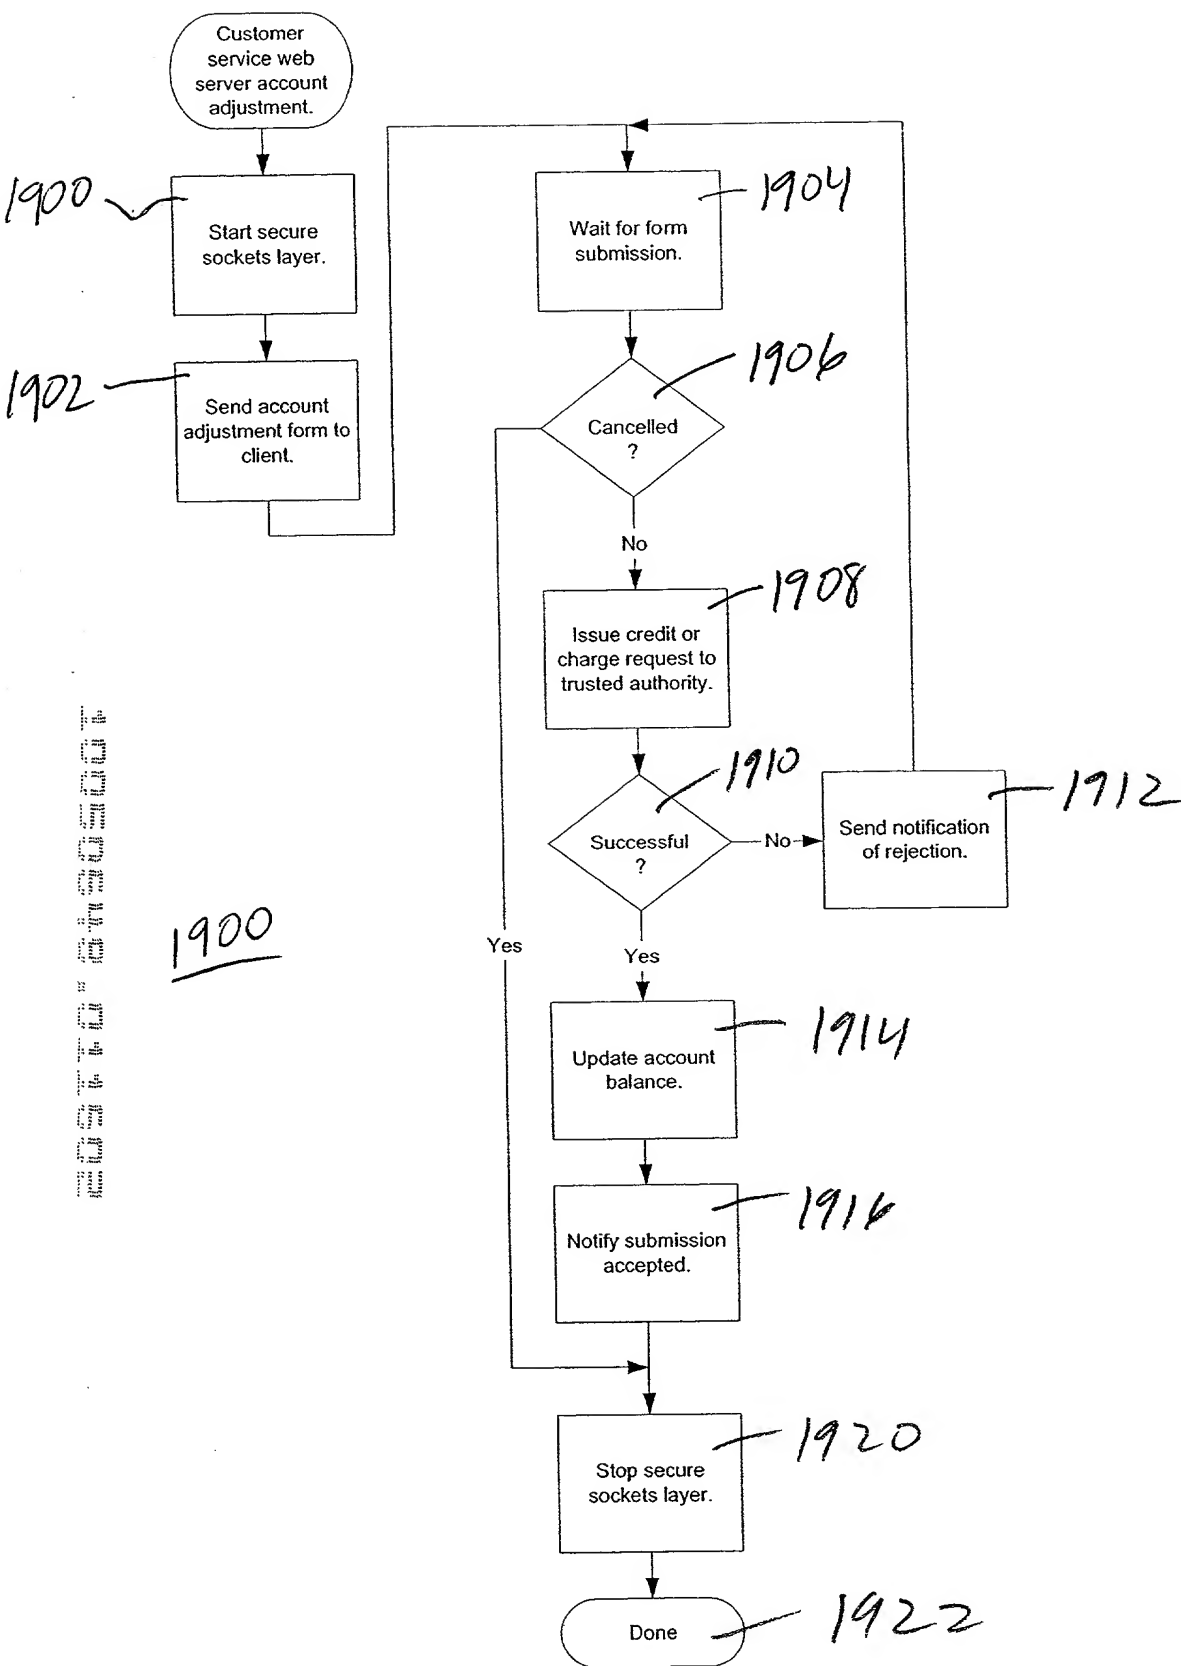 Customer
service web
server account
adjustment.
1900
Start secure
sockets layer.
1902
Send account
adjustment form to
client.
1904
Wait for form
submission.
1906
Cancelled
?
No
1908
Issue credit or
charge request to
trusted authority.
1910
Successful
?
No
1912
Send notification
of rejection.
Yes
Yes
1900
1914
Update account
balance.
1916
Notify submission
accepted.
1920
Stop secure
sockets layer.
1922
Done
10050549.011502